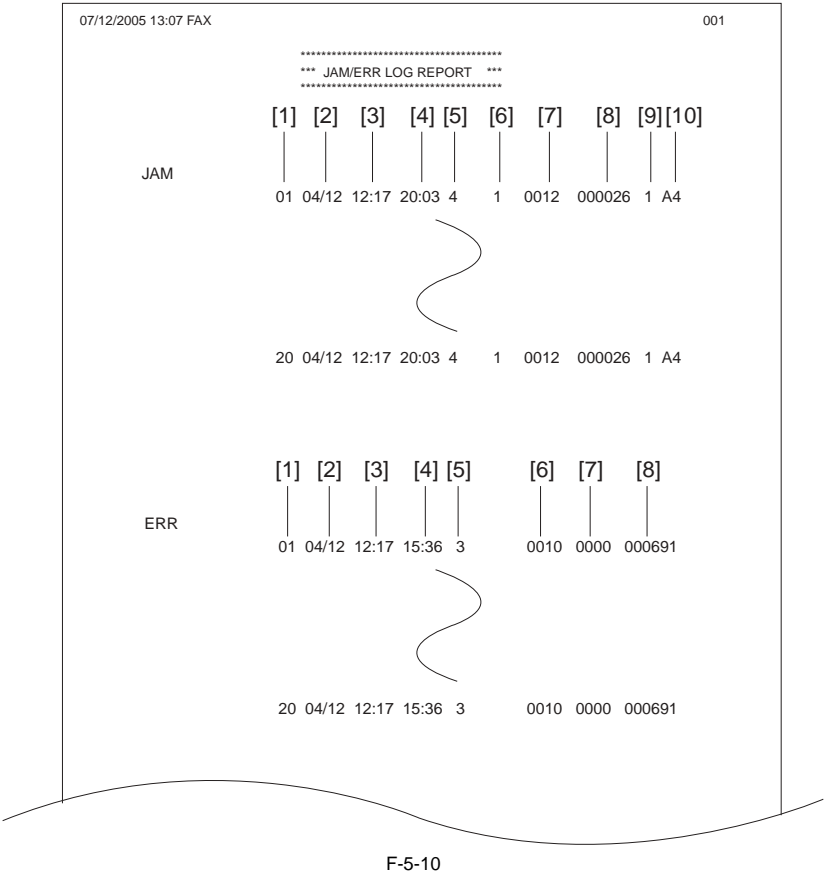 07/12/2005 13:07 FAX 001
***************************************
*** JAM/ERR LOG REPORT ***
***************************************
[1] [2] [3] [4] [5] [6] [7] [8] [9] [10]
JAM
01 04/12 12:17 20:03 4 1 0012 000026 1 A4
20 04/12 12:17 20:03 4 1 0012 000026 1 A4
[1] [2] [3] [4] [5] [6] [7] [8]
ERR
01 04/12 12:17 15:36 3 0010 0000 000691
20 04/12 12:17 15:36 3 0010 0000 000691
F-5-10